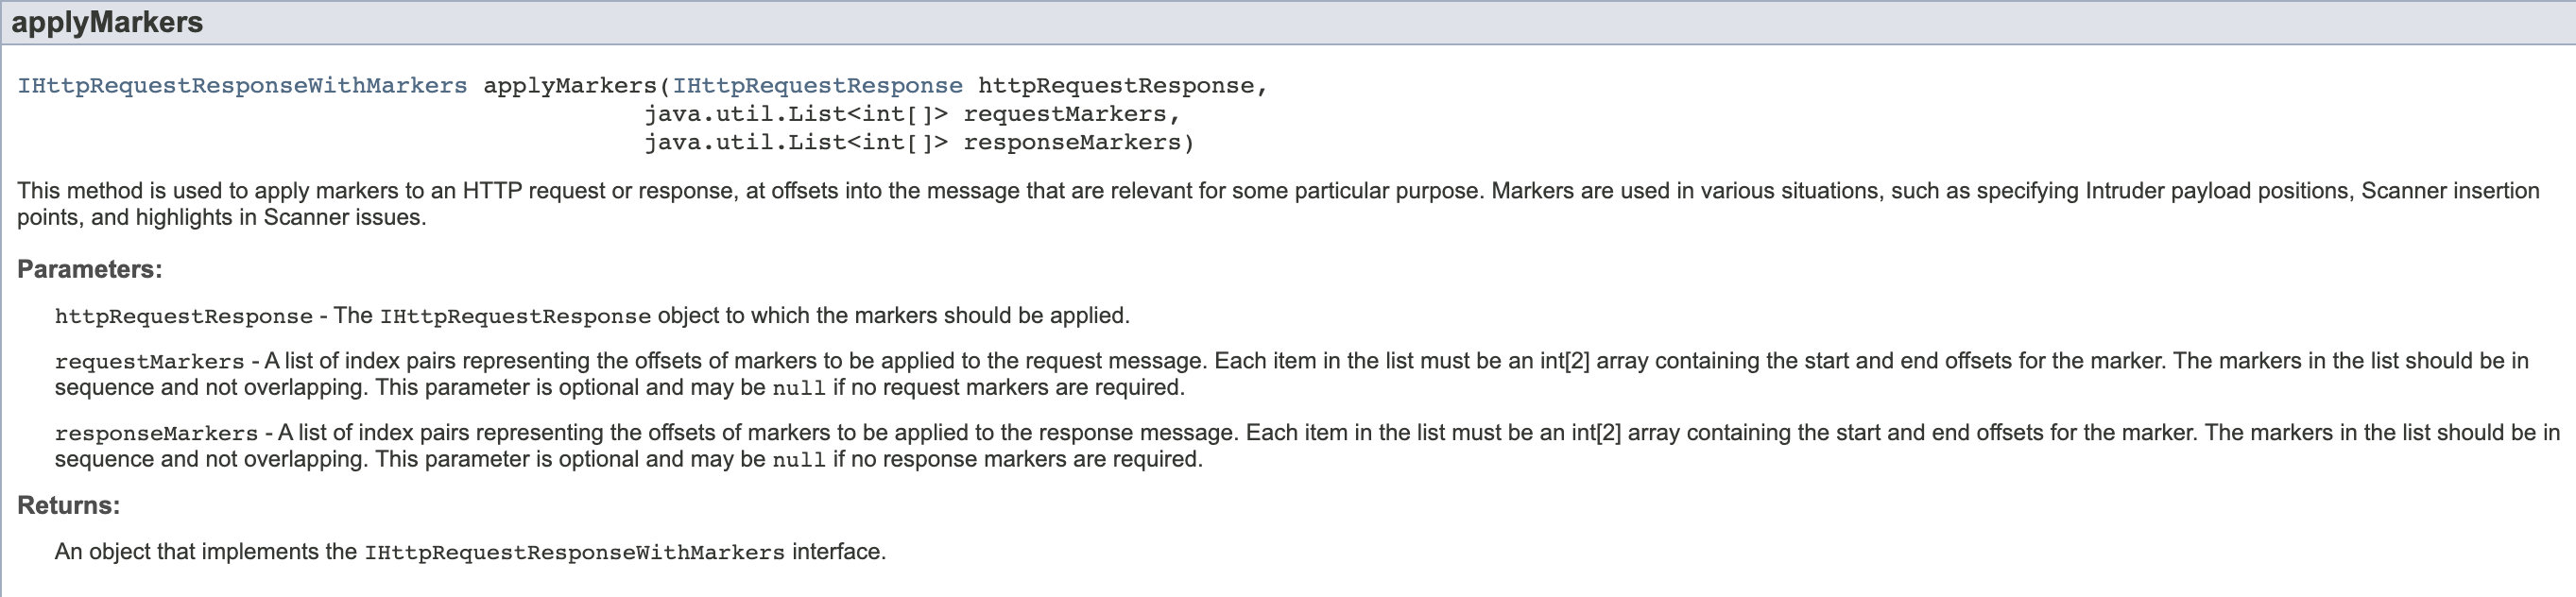 applyMarkers
IHttpRequestResponseWithMarkers applyMarkers(IHttpRequestResponse httpRequestResponse,
java.util.List<int[]> requestMarkers,
java.util.List<int[]> responseMarkers)
This method is used to apply markers to an HTTP request or response, at offsets into the message that are relevant for some particular purpose. Markers are used in various situations, such as specifying Intruder payload positions, Scanner insertion
points, and highlights in Scanner issues.
Parameters:
httpRequestResponse - The IHttpRequestResponse object to which the markers should be applied.
requestMarkers - A list of index pairs representing the offsets of markers to be applied to the request message. Each item in the list must be an int[2] array containing the start and end offsets for the marker. The markers in the list should be in
sequence and not overlapping. This parameter is optional and may be null if no request markers are required.
responseMarkers - A list of index pairs representing the offsets of markers to be applied to the response message. Each item in the list must be an int[2] array containing the start and end offsets for the marker. The markers in the list should be in
sequence and not overlapping. This parameter is optional and may be null if no response markers are required.
Returns:
An object that implements the IHttpRequestResponseWithMarkers interface.